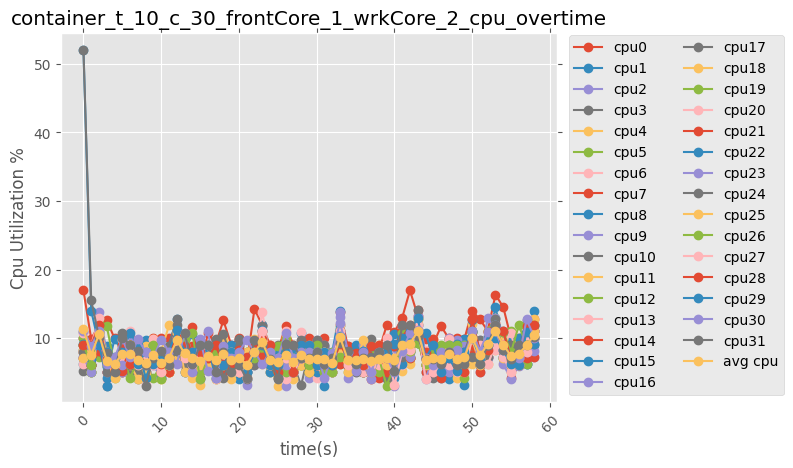 container_t_10_c_30_frontCore_1_wrkCore_2_cpu_overtime
Cpu Utilization %
50
40
30
20
10
0
10
20
30
40
50
60
time(s)
cpu0
cpu1
cpu2
cpu3
cpu4
cpu5
cpu6
cpu7
cpu8
cpu9
cpu10
cpu11
cpu12
cpu13
cpu14
cpu15
cpu16
cpu17
cpu18
cpu19
cpu20
cpu21
cpu22
cpu23
cpu24
cpu25
cpu26
cpu27
cpu28
cpu29
cpu30
cpu31
avg cpu